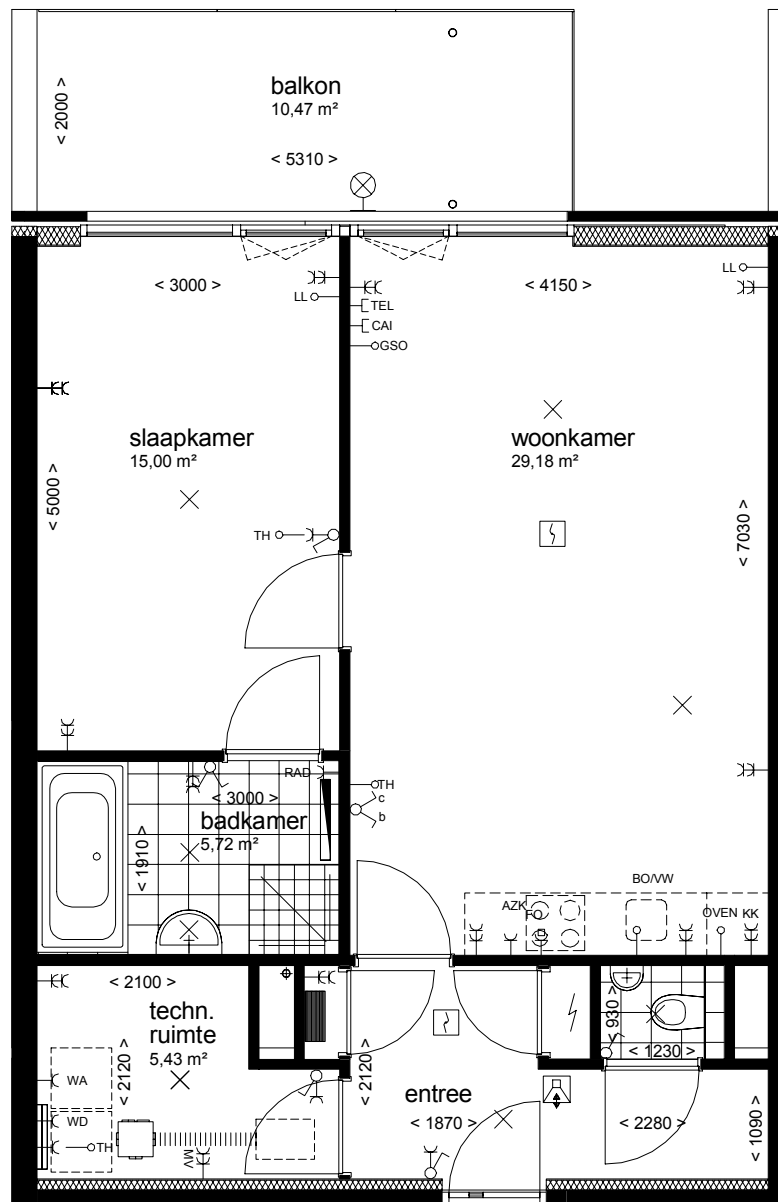 balkon
10,47 m²
< 2000 >
< 5310 >
< 3000 >
< 4150 >
LL
LL
TEL
CAI
GSO
slaapkamer
15,00 m²
woonkamer
29,18 m²
< 5000 >
< 7030 >
TH
RAD
TH
c
b
< 3000 >
badkamer
5,72 m²
< 1910 >
BO/VW
AZK
FO
OVEN
KK
< 2100 >
techn.
ruimte
5,43 m²
< 2120 >
< 2120 >
< 930 >
< 1230 >
WA
WD
TH
MV
entree
< 1870 >
< 2280 >
< 1090 >